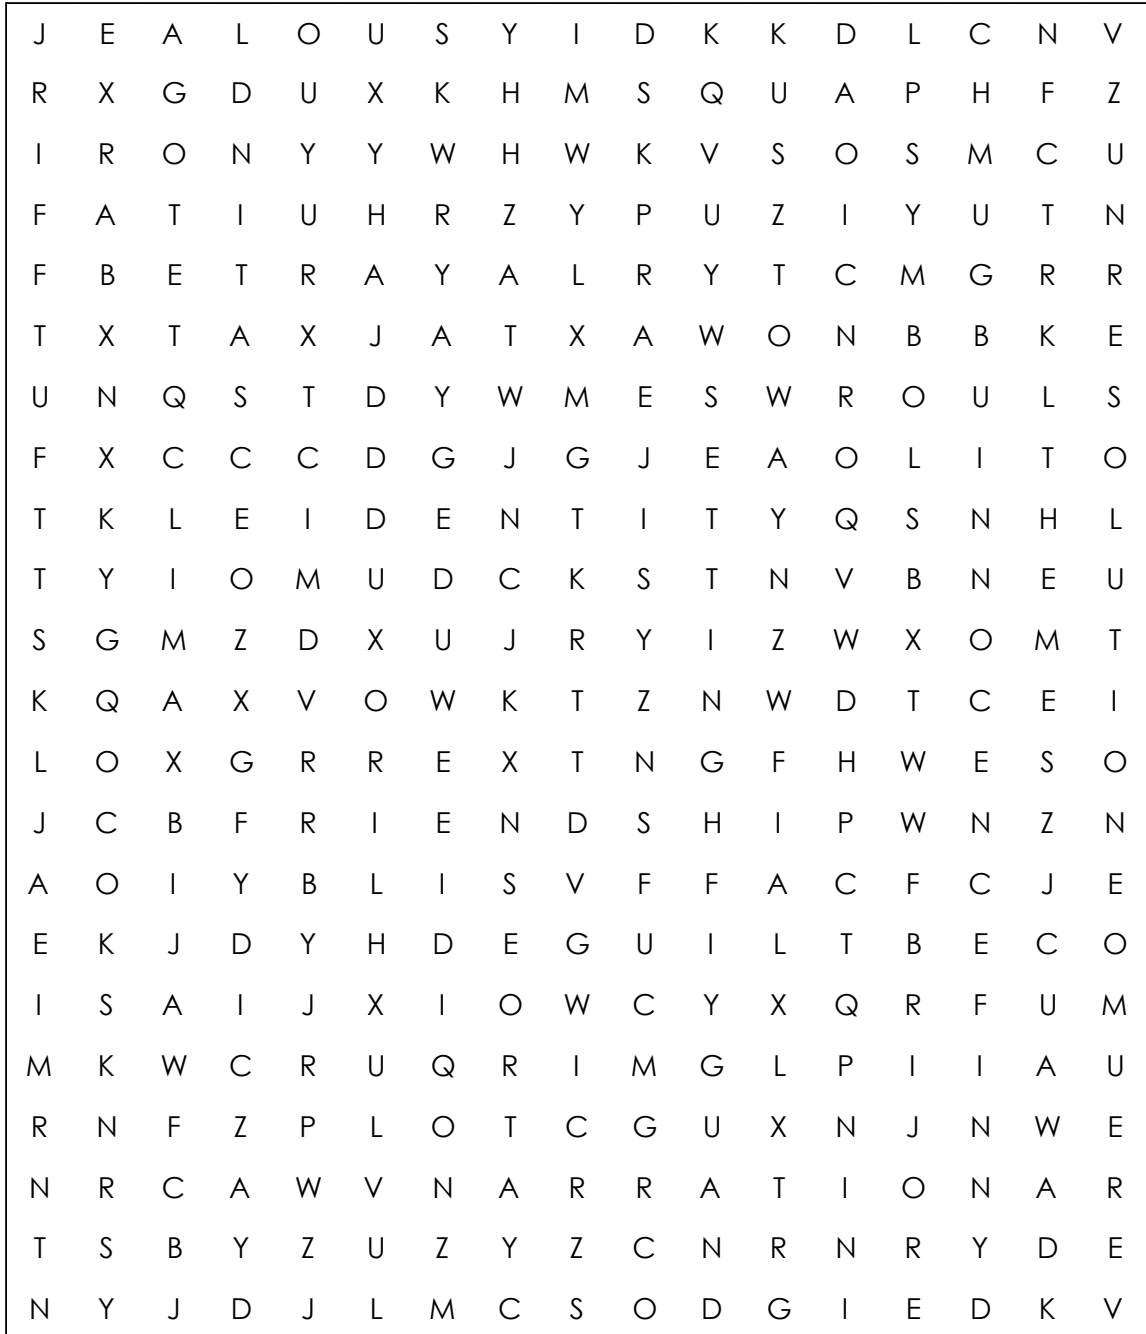 J E A L O U S Y I D K K D L C N V
R X G D U X K H M S Q U A P H F Z
I R O N Y Y W H W K V S O S M C U
F A T I U H R Z Y P U Z I Y U T N
F B E T R A Y A L R Y T C M G R R
T X T A X J A T X A W O N B B K E
U N Q S T D Y W M E S W R O U L S
F X C C C D G J G J E A O L I T O
T K L E I D E N T I T Y Q S N H L
T Y I O M U D C K S T N V B N E U
S G M Z D X U J R Y I Z W X O M T
K Q A X V O W K T Z N W D T C E I
L O X G R R E X T N G F H W E S O
J C B F R I E N D S H I P W N Z N
A O I Y B L I S V F F A C F C J E
E K J D Y H D E G U I L T B E C O
I S A I J X I O W C Y X Q R F U M
M K W C R U Q R I M G L P I I A U
R N F Z P L O T C G U X N J N W E
N R C A W V N A R R A T I O N A R
T S B Y Z U Z Y Z C N R N R Y D E
N Y J D J L M C S O D G I E D K V